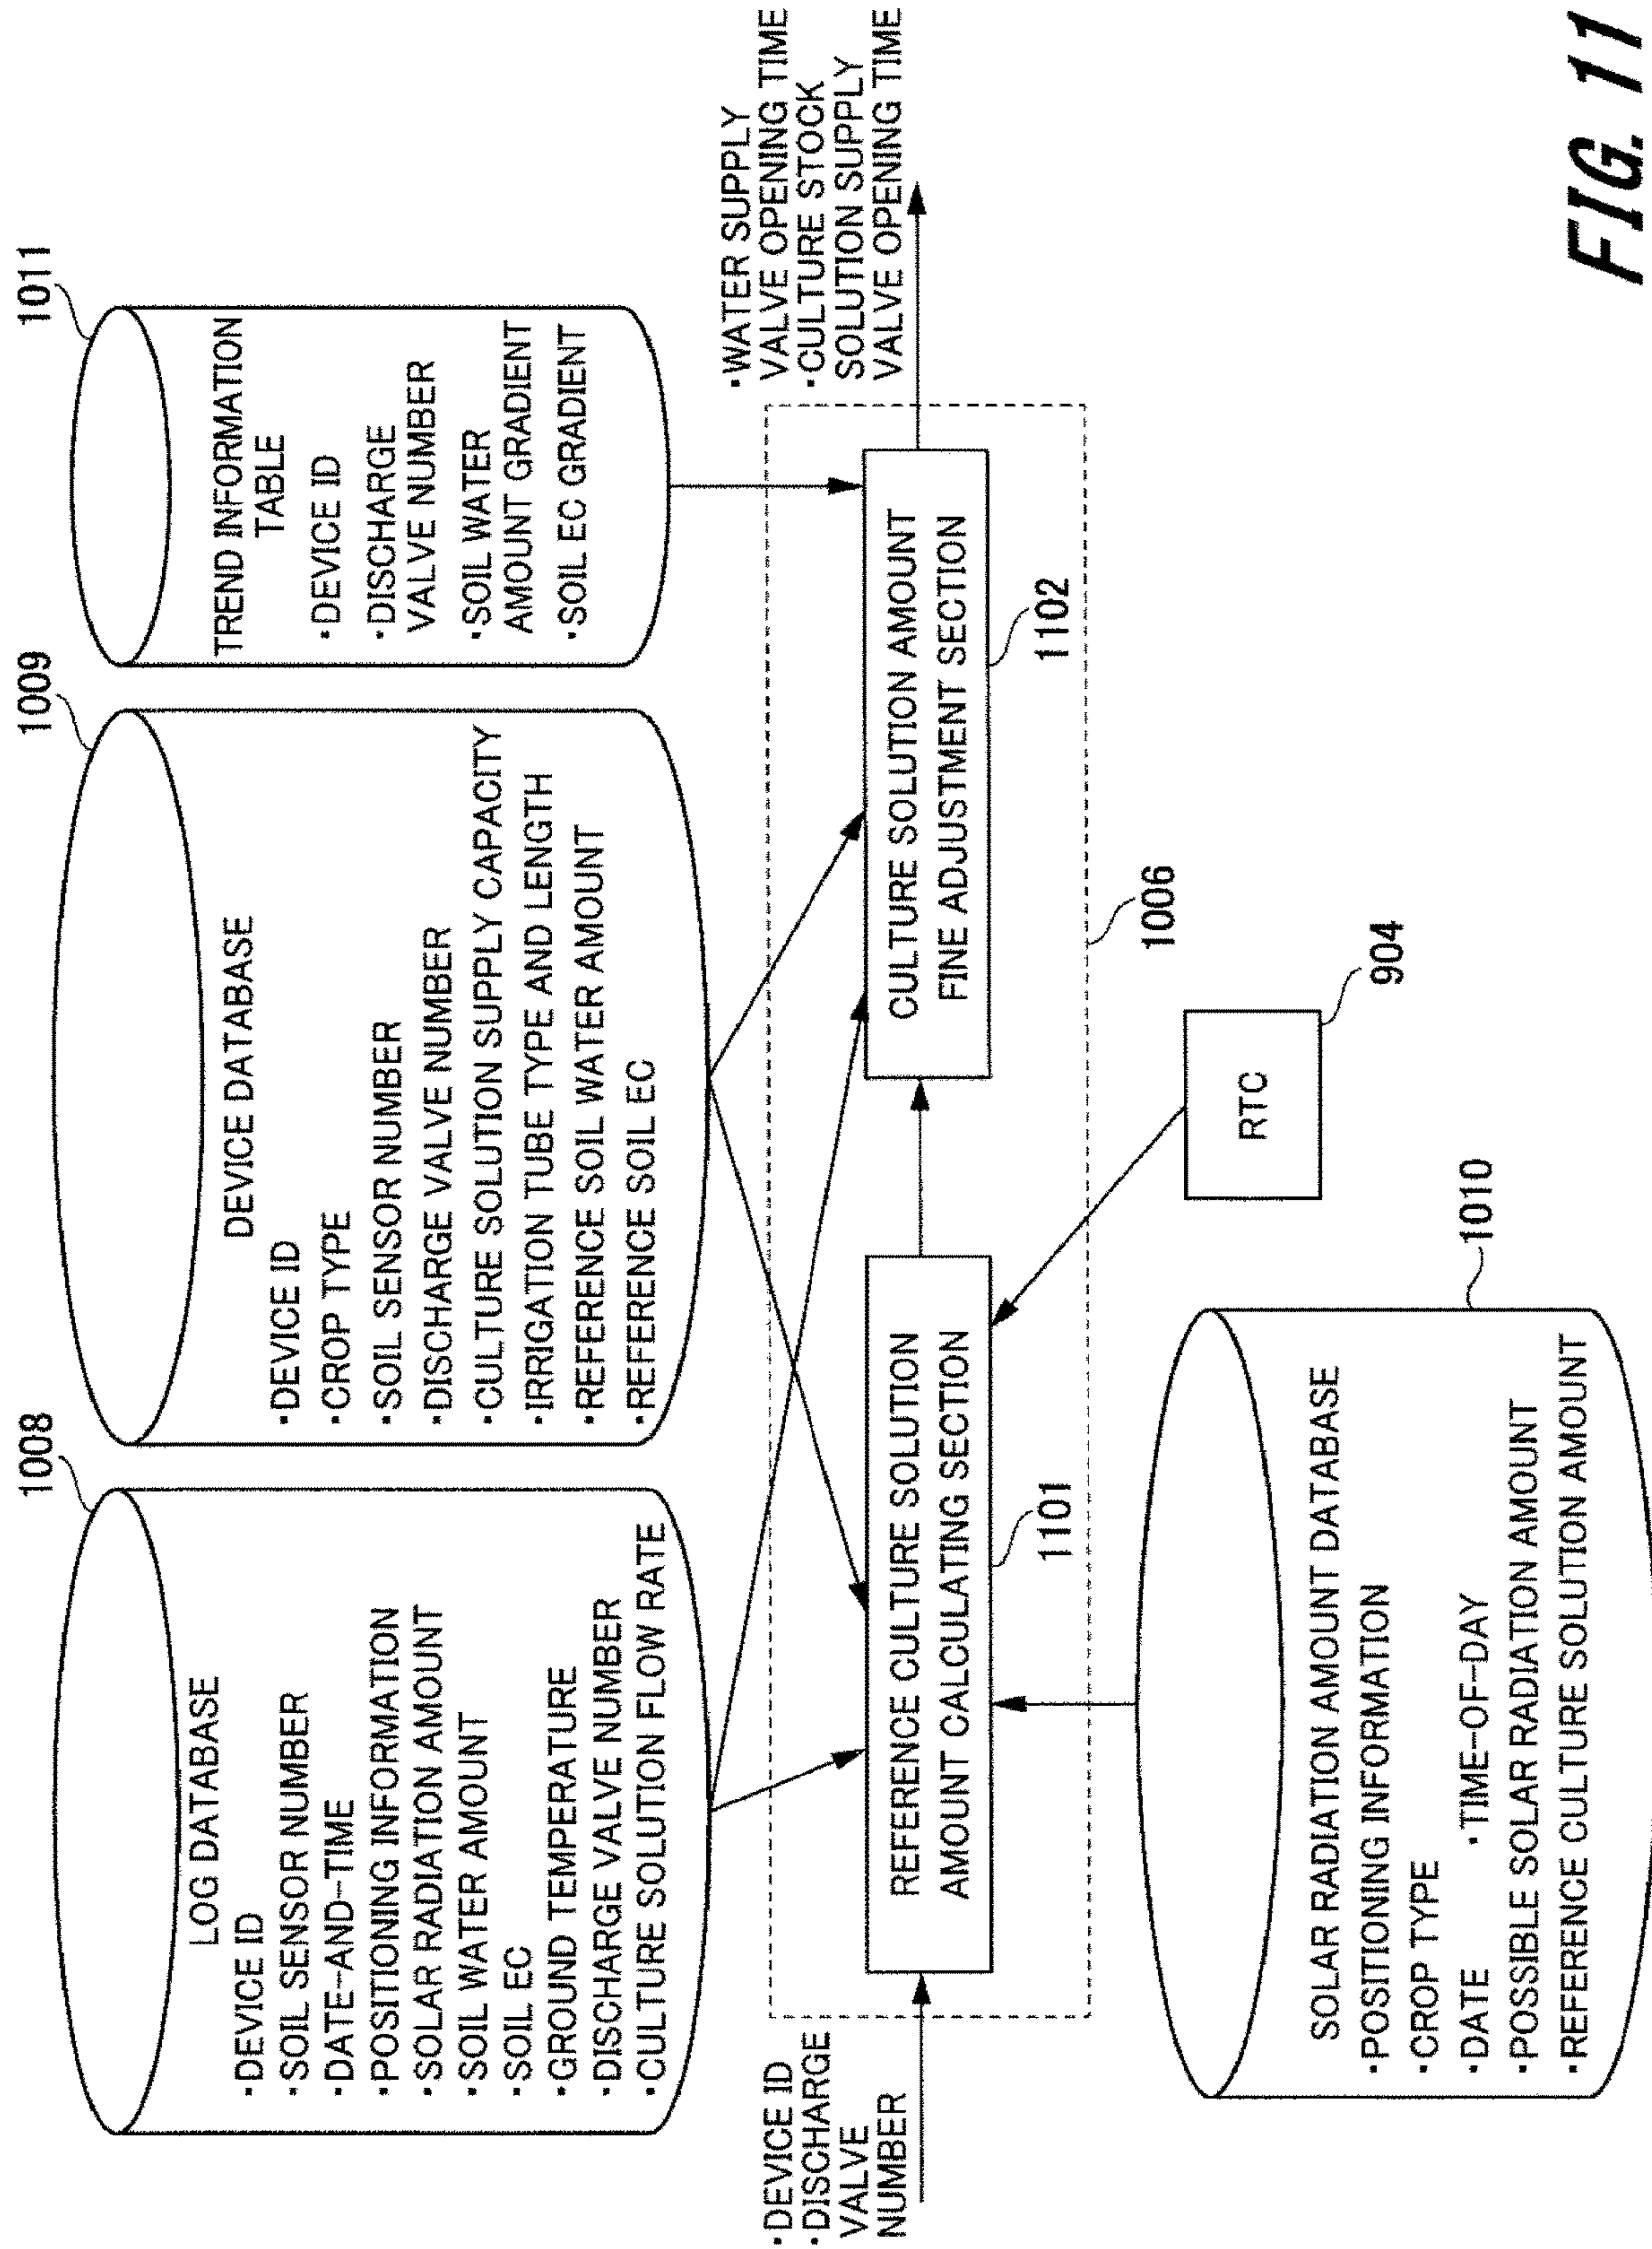 1008
LOG DATABASE
·DEVICE ID
·SOIL SENSOR NUMBER
·DATE-AND-TIME
·POSITIONING INFORMATION
·SOLAR RADIATION AMOUNT
·SOIL WATER AMOUNT
·SOIL EC
·GROUND TEMPERATURE
·DISCHARGE VALVE NUMBER
·CULTURE SOLUTION FLOW RATE
1009
DEVICE DATABASE
·DEVICE ID
·CROP TYPE
·SOIL SENSOR NUMBER
·DISCHARGE VALVE NUMBER
·CULTURE SOLUTION SUPPLY CAPACITY
·IRRIGATION TUBE TYPE AND LENGTH
·REFERENCE SOIL WATER AMOUNT
·REFERENCE SOIL EC
1011
TREND INFORMATION
TABLE
·DEVICE ID
·DISCHARGE
VALVE NUMBER
·SOIL WATER
AMOUNT GRADIENT
·SOIL EC GRADIENT
·DEVICE ID
·DISCHARGE
VALVE
NUMBER
REFERENCE CULTURE SOLUTION
AMOUNT CALCULATING SECTION
1101
CULTURE SOLUTION AMOUNT
FINE ADJUSTMENT SECTION
1102
·WATER SUPPLY
VALVE OPENING TIME
·CULTURE STOCK
SOLUTION SUPPLY
VALVE OPENING TIME
1006
RTC
904
1010
SOLAR RADIATION AMOUNT DATABASE
·POSITIONING INFORMATION
·CROP TYPE
·DATE ·TIME-OF-DAY
·POSSIBLE SOLAR RADIATION AMOUNT
·REFERENCE CULTURE SOLUTION AMOUNT
FIG. 11